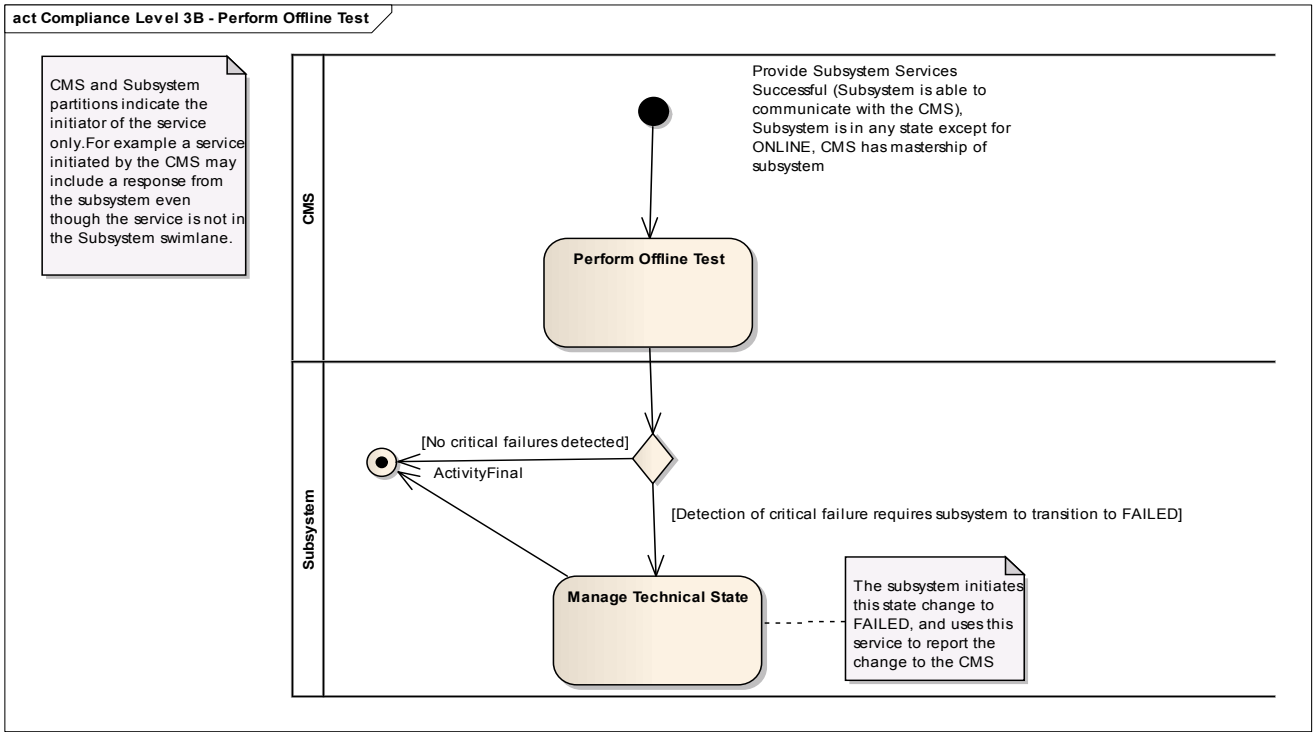 act Compliance Level 3B - Perform Offline Test
CMS and Subsystem
partitions indicate the
initiator of the service
only.For example a service
initiated by the CMS may
include a response from
the subsystem even
though the service is not in
the Subsystem swimlane.
CMS
Provide Subsystem Services
Successful (Subsystem is able to
communicate with the CMS),
Subsystem is in any state except for
ONLINE, CMS has mastership of
subsystem
Perform Offline Test
Subsystem
[No critical failures detected]
ActivityFinal
[Detection of critical failure requires subsystem to transition to FAILED]
Manage Technical State
The subsystem initiates
this state change to
FAILED, and uses this
service to report the
change to the CMS